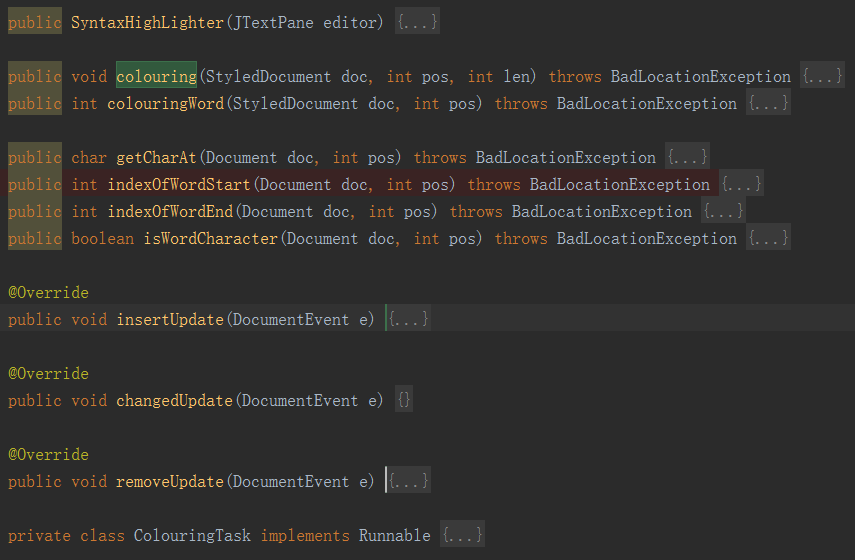 public SyntaxHighLighter(JTextPane editor) {...}
public void colouring(StyledDocument doc, int pos, int len) throws BadLocationException {...}
public int colouringWord(StyledDocument doc, int pos) throws BadLocationException {...}
public char getCharAt(Document doc, int pos) throws BadLocationException {...}
public int indexOfWordStart(Document doc, int pos) throws BadLocationException {...}
public int indexOfWordEnd(Document doc, int pos) throws BadLocationException {...}
public boolean isWordCharacter(Document doc, int pos) throws BadLocationException {...}
@Override
public void insertUpdate(DocumentEvent e) {...}
@Override
public void changedUpdate(DocumentEvent e) {}
@Override
public void removeUpdate(DocumentEvent e) {...}
private class ColouringTask implements Runnable {...}